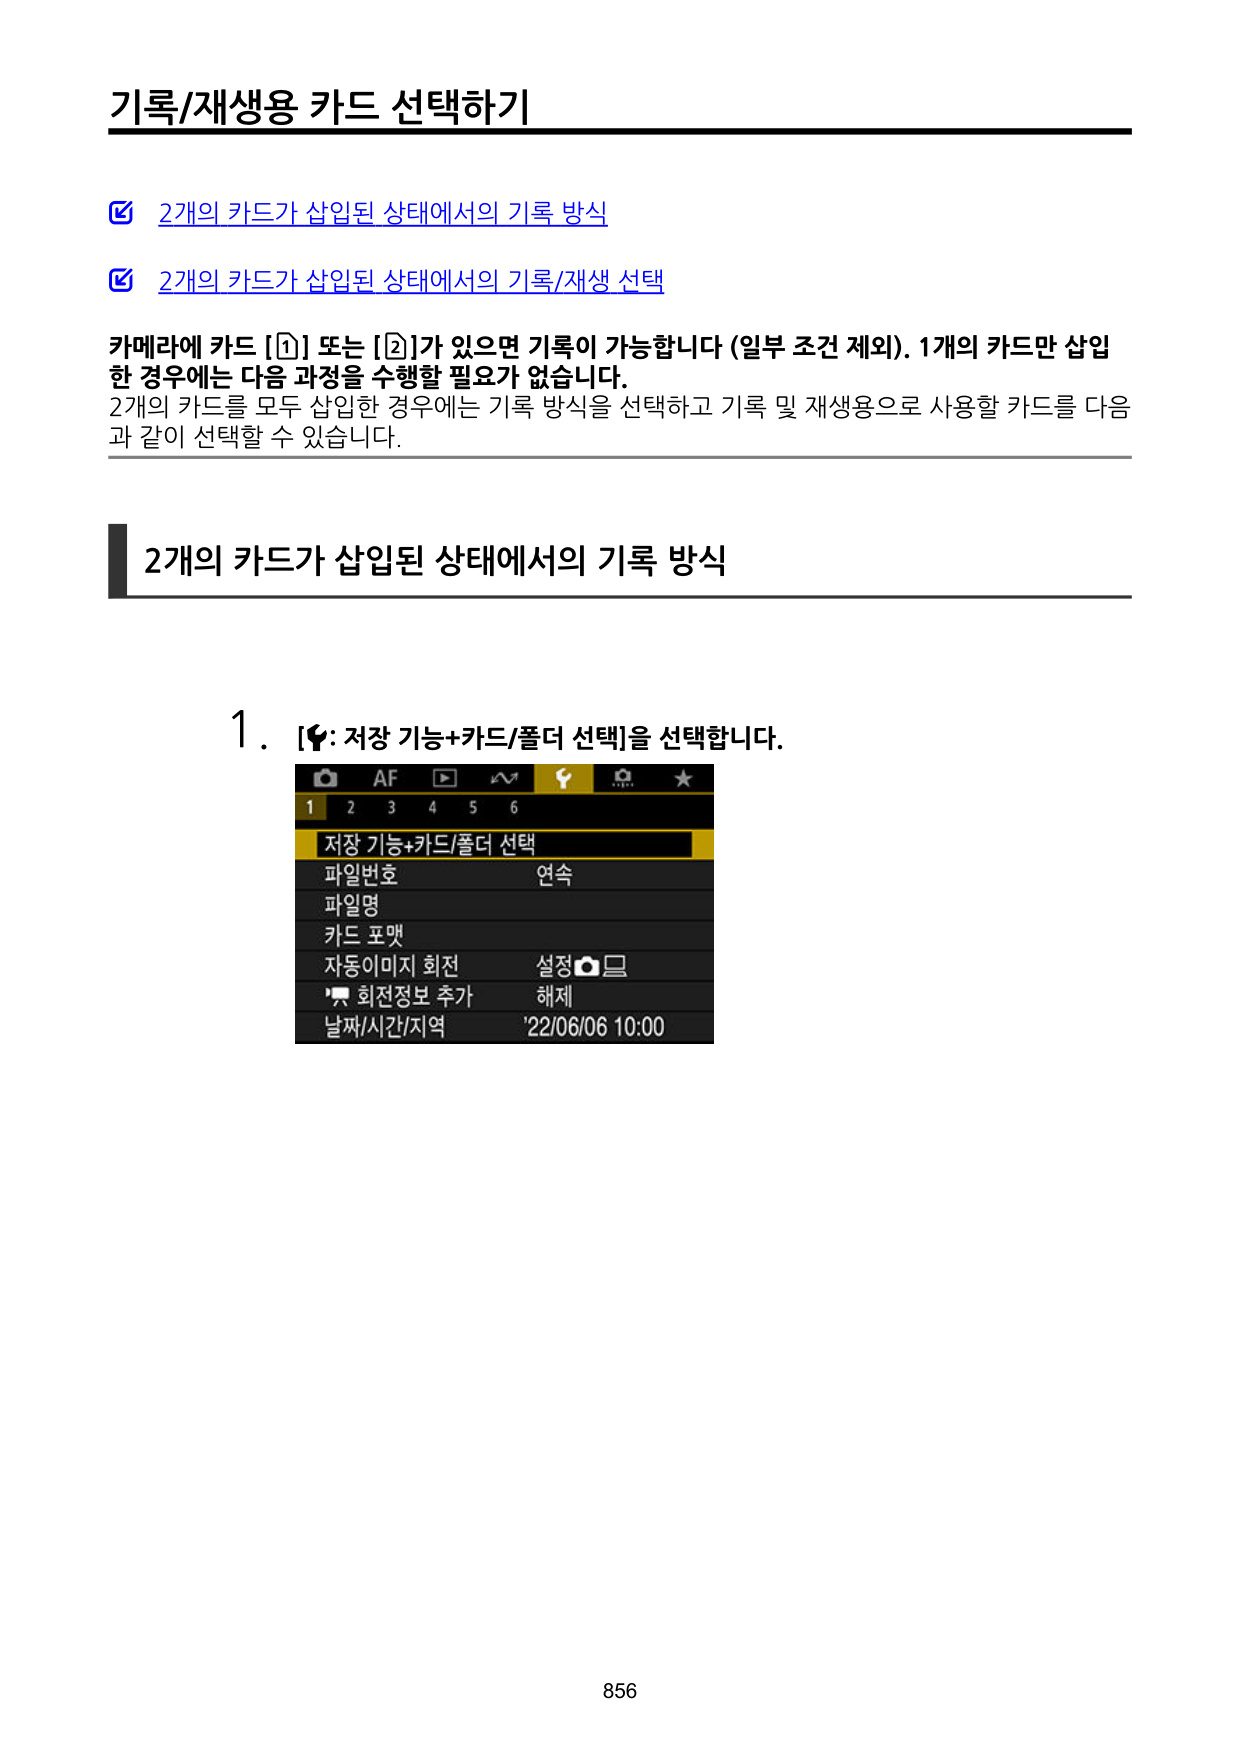 기록/재생용 카드 선택하기
2개의 카드가 삽입된 상태에서의 기록 방식
2개의 카드가 삽입된 상태에서의 기록/재생 선택
카메라에 카드 [1] 또는 [2]가 있으면 기록이 가능합니다 (일부 조건 제외). 1개의 카드만 삽입
한 경우에는 다음 과정을 수행할 필요가 없습니다.
2개의 카드를 모두 삽입한 경우에는 기록 방식을 선택하고 기록 및 재생용으로 사용할 카드를 다음
과 같이 선택할 수 있습니다.
2개의 카드가 삽입된 상태에서의 기록 방식
1. [: 저장 기능+카드/폴더 선택]을 선택합니다.
AF
1 2 3 4 5 6
저장 기능+카드/폴더 선택
파일번호 연속
파일명
카드 포맷
자동이미지 회전 설정
회전정보 추가 해제
날짜/시간/지역 '22/06/06 10:00
856